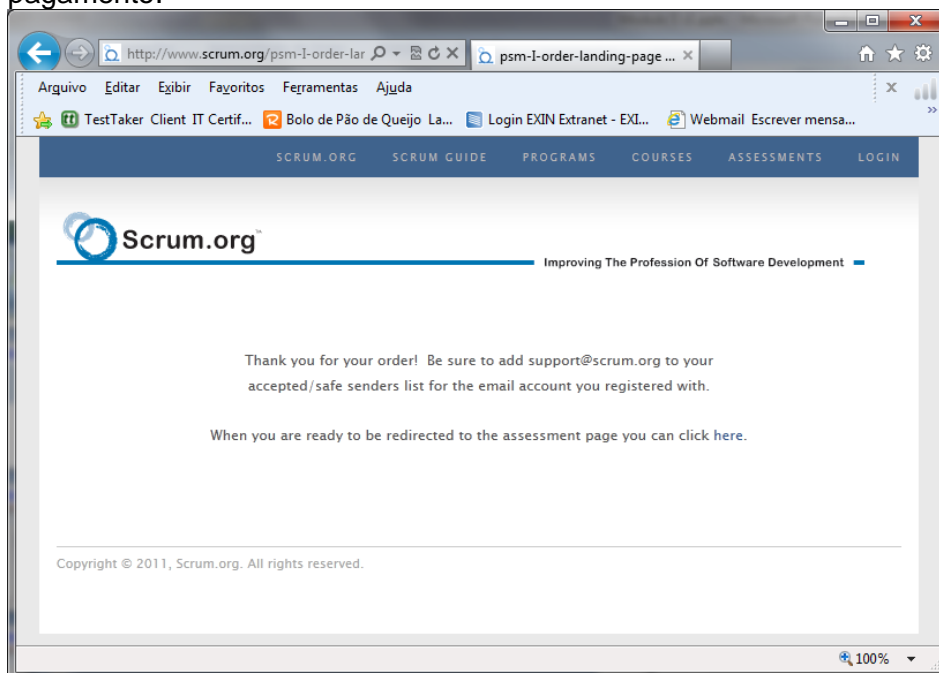 pagamento.
http://www.scrum.org/psm-I-order-lar
psm-I-order-landing-page ...
Arquivo Editar Exibir Favoritos Ferramentas Ajuda
TestTaker Client IT Certif... Bolo de Pão de Queijo La... Login EXIN Extranet - EXI... Webmail Escrever mensa...
SCRUM.ORG SCRUM GUIDE PROGRAMS COURSES ASSESSMENTS LOGIN
Scrum.org™
Improving The Profession Of Software Development
Thank you for your order! Be sure to add support@scrum.org to your
accepted/safe senders list for the email account you registered with.
When you are ready to be redirected to the assessment page you can click here.
Copyright © 2011, Scrum.org. All rights reserved.
100%